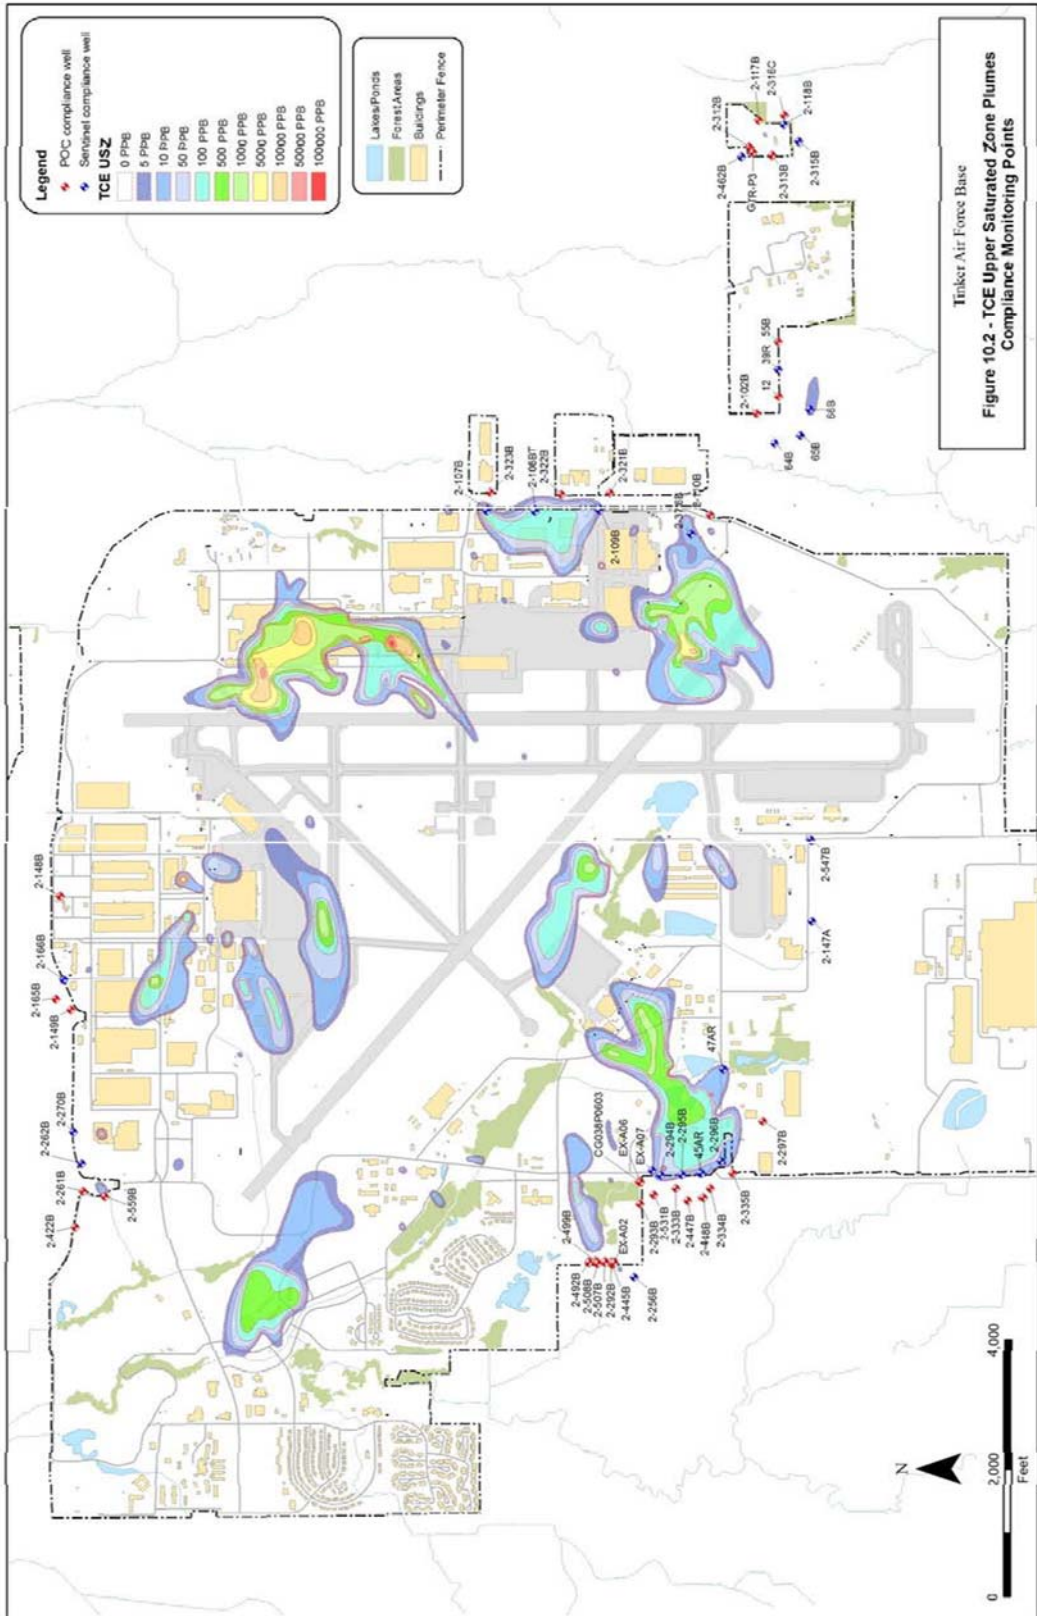 Legend
POC compliance well
Sentinel compliance well
TCE USZ
0 PPB
5 PPB
10 PPB
50 PPB
100 PPB
500 PPB
1000 PPB
5000 PPB
10000 PPB
50000 PPB
100000 PPB
Lakes/Ponds
Forest Areas
Buildings
Perimeter Fence
2-422B
2-261B
2-262B
2-270B
2-559B
2-149B
2-165B
2-166B
2-148B
2-107B
2-323B
2-106BT
2-322B
2-321B
2-109B
2-462B
2-312B
G7R-P3
2-313B
2-117B
2-316C
2-118B
2-315B
2-102B
12
39R
55B
64B
65B
66B
2-499B
CG038P0603
EX-A06
EX-A07
2-294B
2-295B
45AR
2-296B
47AR
2-147A
2-547B
2-297B
2-492B
2-508B
2-507B
2-292B
2-445B
2-256B
EX-A02
2-293B
2-531B
2-333B
2-447B
2-448B
2-334B
2-335B
N
0
2,000
4,000
Feet
Tinker Air Force Base
Figure 10.2 - TCE Upper Saturated Zone Plumes
Compliance Monitoring Points